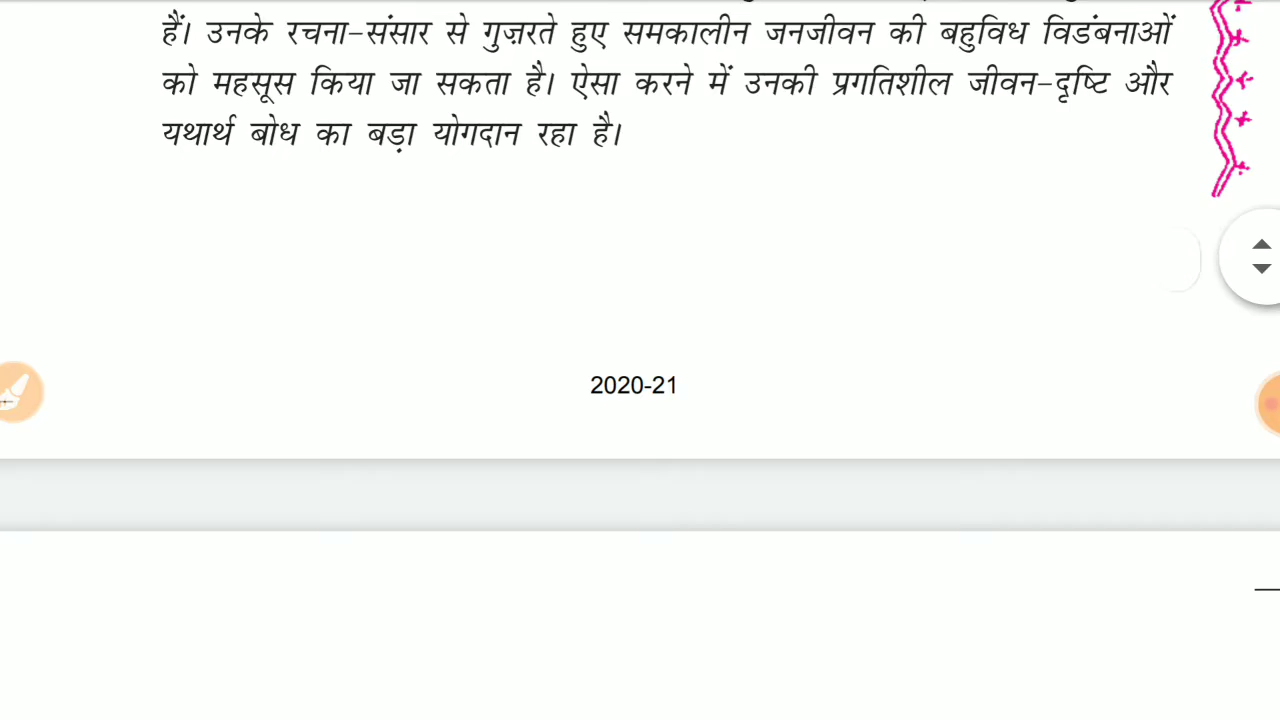 हैं। उनके रचना-संसार से गुज़रते हुए समकालीन जनजीवन की बहुविध विडंबनाओं
को महसूस किया जा सकता है। ऐसा करने में उनकी प्रगतिशील जीवन-दृष्टि और
यथार्थ बोध का बड़ा योगदान रहा है।
2020-21